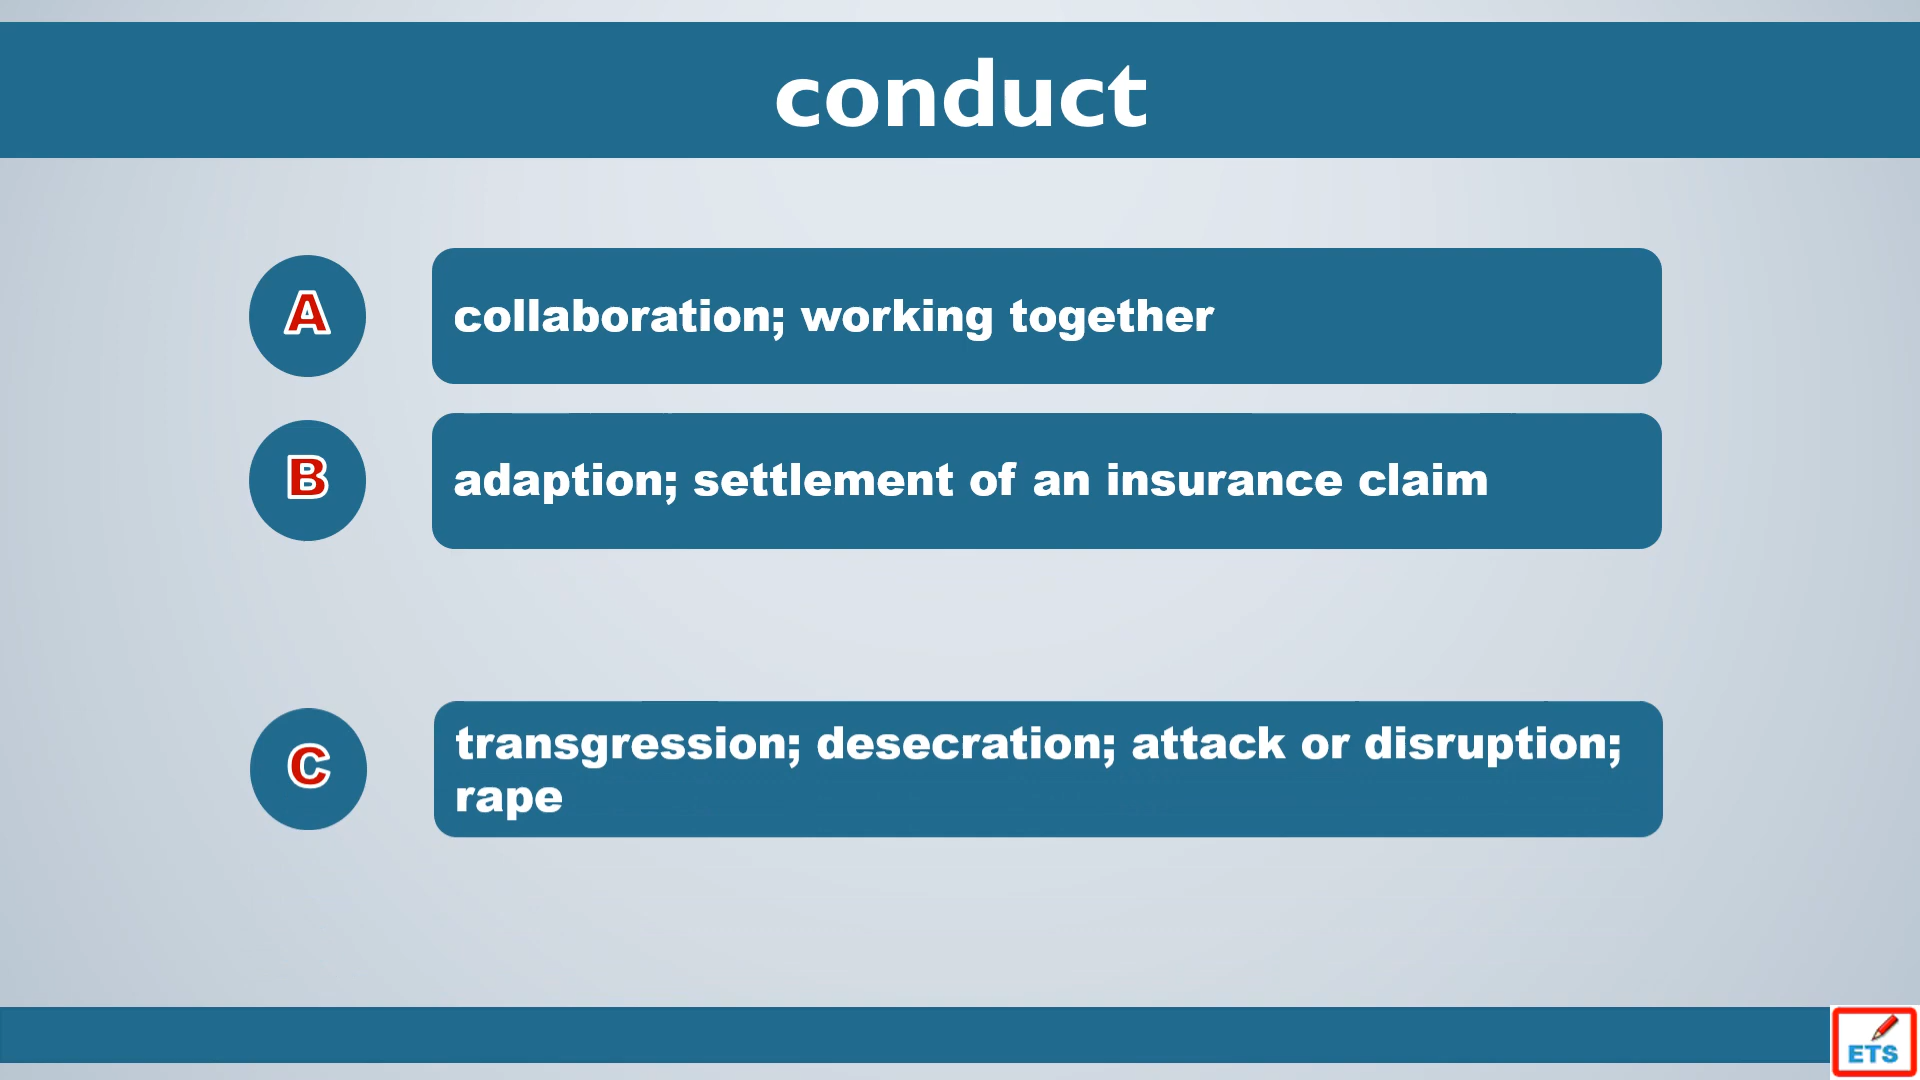 conduct
A
collaboration; working together
B
adaption; settlement of an insurance claim
C
transgression; desecration; attack or disruption;
rape
ETS